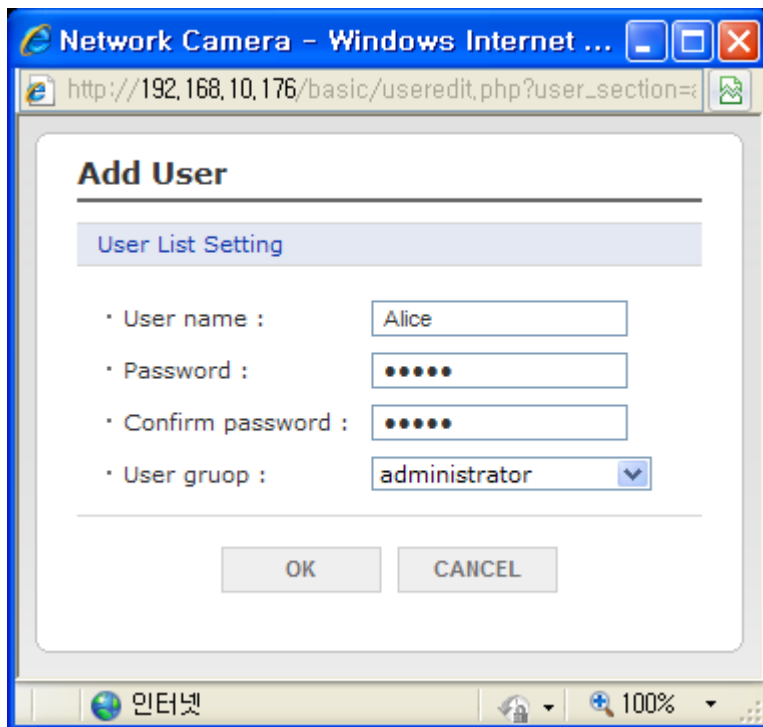 Network Camera - Windows Internet ...
http://192,168,10,176/basic/useredit,php?user_section=a
Add User
User List Setting
· User name : Alice
· Password : •••••
· Confirm password : •••••
· User gruop : administrator
OK CANCEL
인터넷 100%